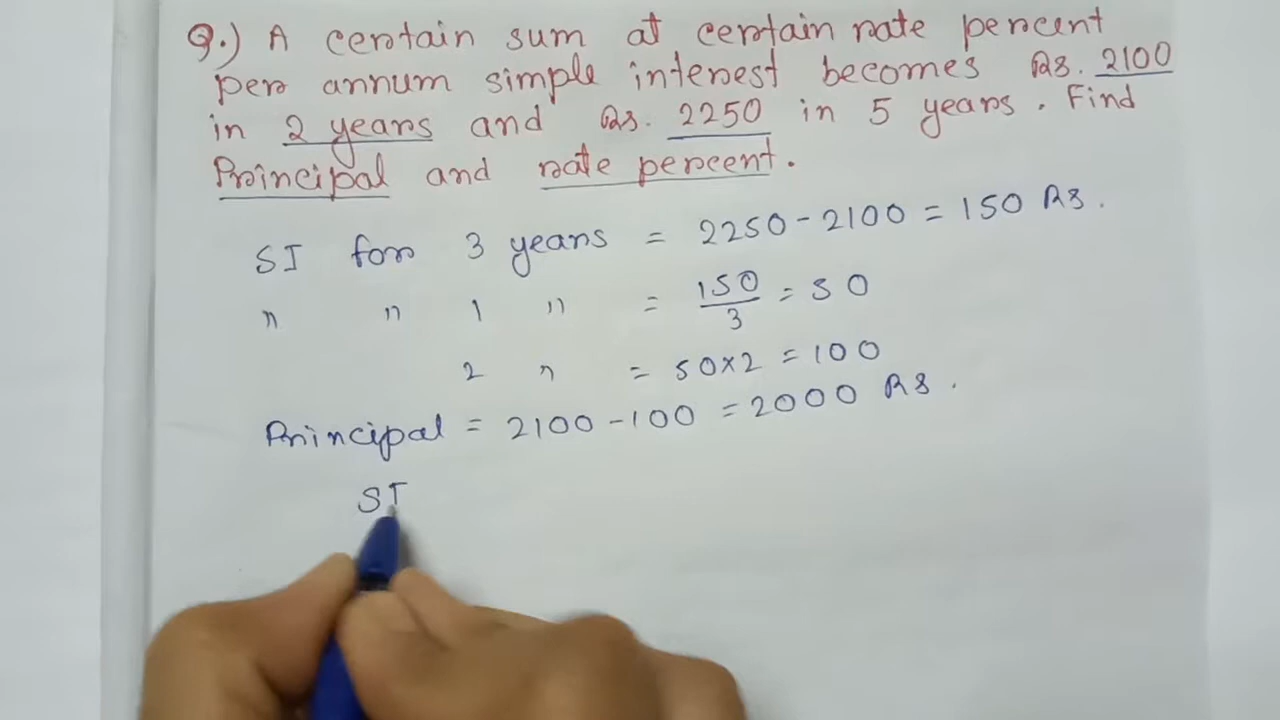 Q.) A certain sum at certain rate percent
per annum simple interest becomes Rs. 2100
in 2 years and Rs. 2250 in 5 years. Find
Principal and rate percent.
SI for 3 years = 2250 - 2100 = 150 Rs.
" " 1 " = 150/3 = 50
2 " = 50×2 = 100
Principal = 2100 - 100 = 2000 Rs.
SI